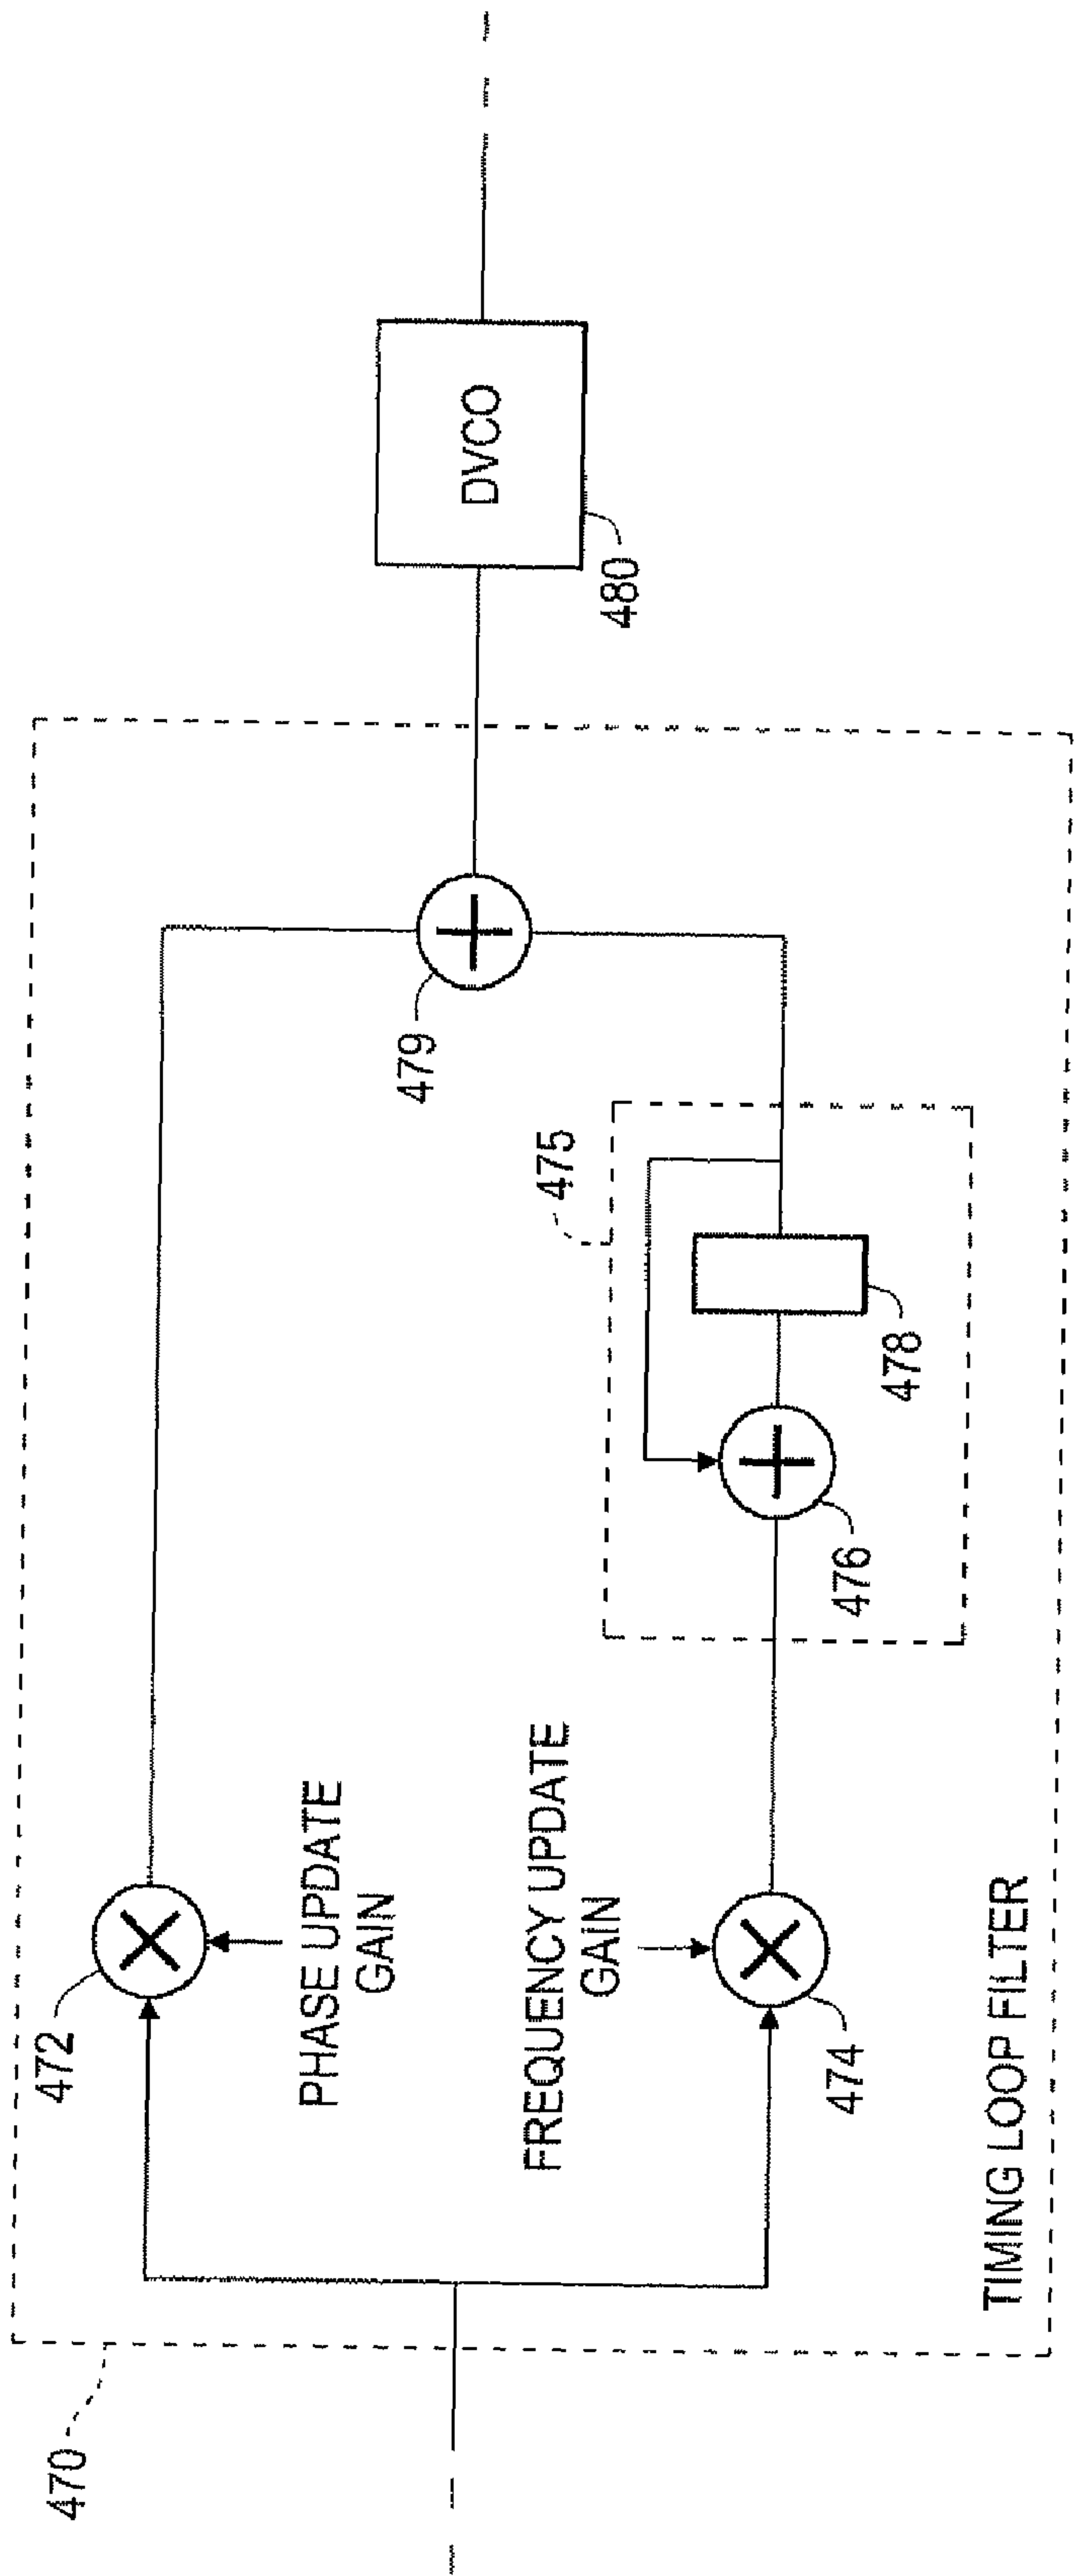 470
472
PHASE UPDATE
GAIN
FREQUENCY UPDATE
GAIN
474
TIMING LOOP FILTER
475
476
478
479
DVCO
480